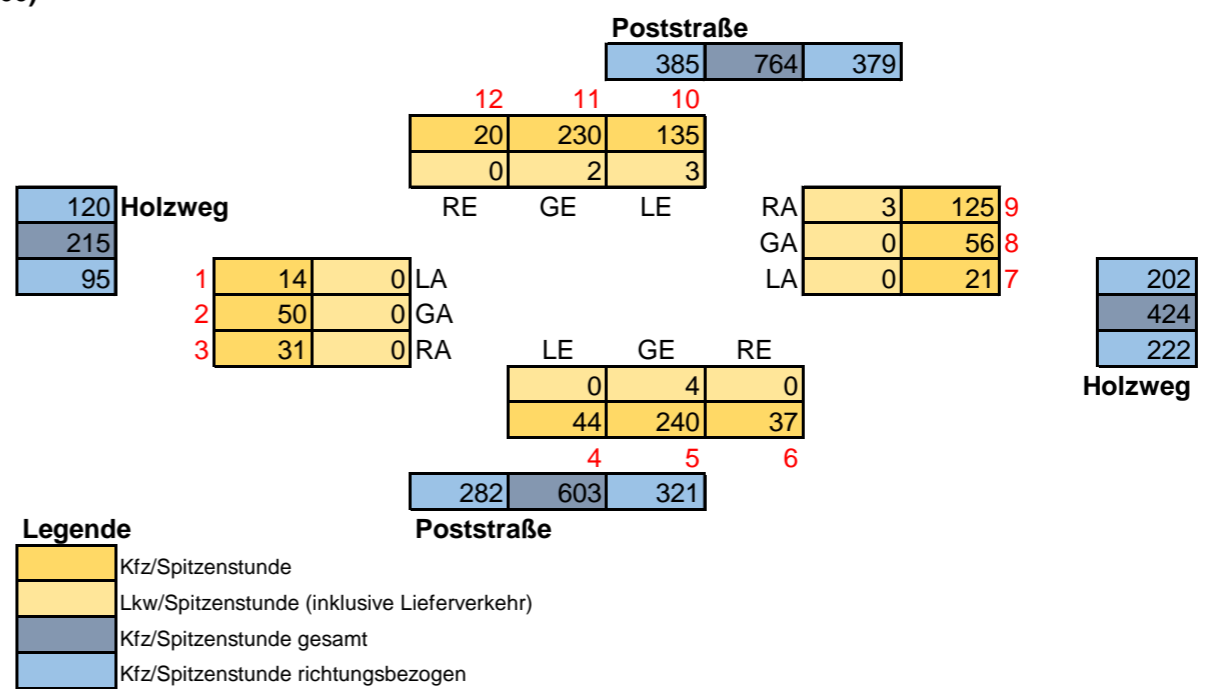 Poststraße
385 764 379
12 11 10
20 230 135
0 2 3
120 Holzweg RE GE LE RA 3 125 9
215 GA 0 56 8
95 1 14 0 LA LA 0 21 7 202
2 50 0 GA 424
3 31 0 RA LE GE RE 222
0 4 0 Holzweg
44 240 37
4 5 6
282 603 321
Legende Poststraße
Kfz/Spitzenstunde
Lkw/Spitzenstunde (inklusive Lieferverkehr)
Kfz/Spitzenstunde gesamt
Kfz/Spitzenstunde richtungsbezogen